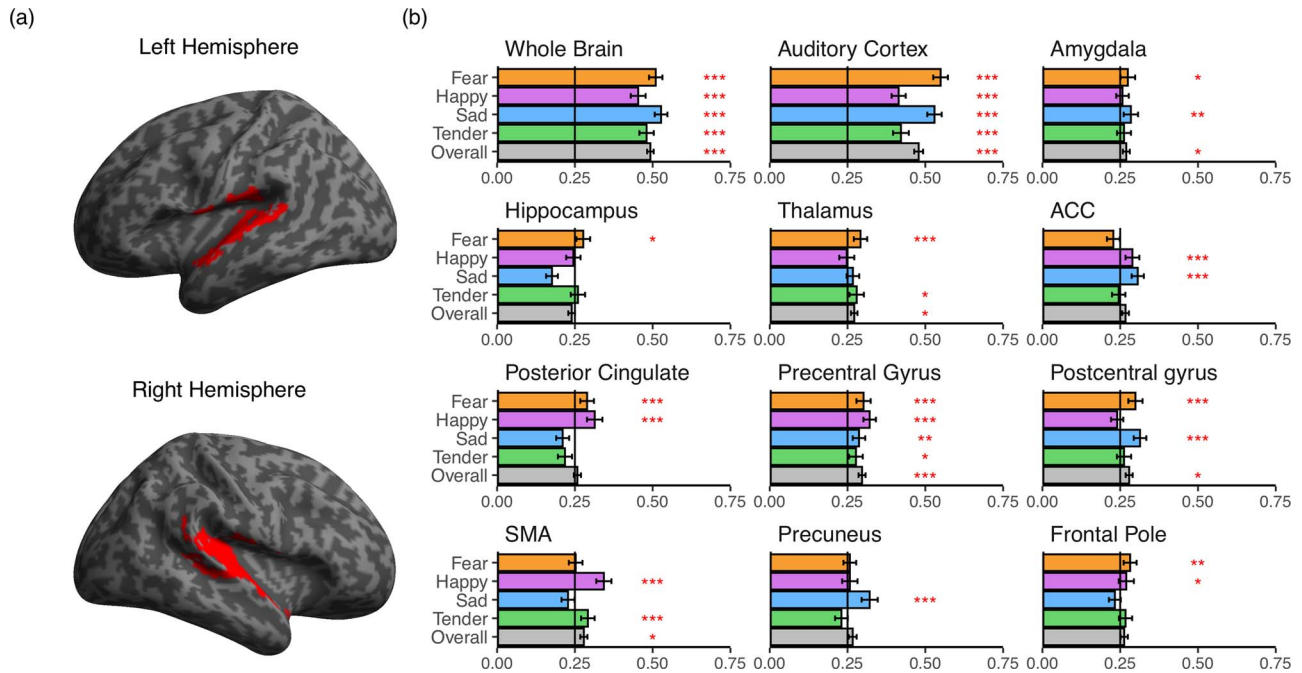 (a)
(b)
Left Hemisphere
Right Hemisphere
Whole Brain
Fear ***
Happy ***
Sad ***
Tender ***
Overall ***
0.00 0.25 0.50 0.75
Auditory Cortex
***
***
***
***
***
0.00 0.25 0.50 0.75
Amygdala
*
**
*
0.00 0.25 0.50 0.75
Hippocampus
Fear *
Happy
Sad
Tender
Overall
0.00 0.25 0.50 0.75
Thalamus
***
*
*
0.00 0.25 0.50 0.75
ACC
***
***
0.00 0.25 0.50 0.75
Posterior Cingulate
Fear ***
Happy ***
Sad
Tender
Overall
0.00 0.25 0.50 0.75
Precentral Gyrus
***
***
**
*
***
0.00 0.25 0.50 0.75
Postcentral gyrus
***
***
*
0.00 0.25 0.50 0.75
SMA
Fear
Happy ***
Sad
Tender ***
Overall *
0.00 0.25 0.50 0.75
Precuneus
***
0.00 0.25 0.50 0.75
Frontal Pole
**
*
0.00 0.25 0.50 0.75